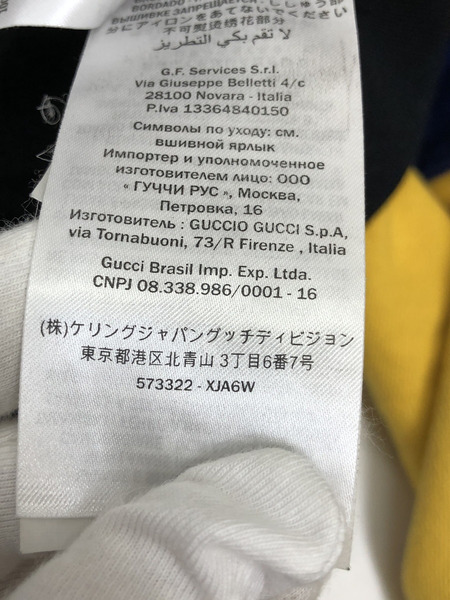 BORDADO
ВЫШИВКЕ ЗАПРЕЩАЕТСЯ
分にアイロンをあてないでください
不可熨烫绣花部分
لا تقم بكي التطريز
G.F. Services S.r.l.
Via Giuseppe Belletti 4/c
28100 Novara - Italia
P.Iva 13364840150
Символы по уходу: см.
вшивной ярлык
Импортер и уполномоченное
изготовителем лицо: ООО
« ГУЧЧИ РУС », Москва,
Петровка, 16
Изготовитель : GUCCIO GUCCI S.p.A,
via Tornabuoni, 73/R Firenze , Italia
Gucci Brasil Imp. Exp. Ltda.
CNPJ 08.338.986/0001 - 16
(株)ケリングジャパングッチディビジョン
東京都港区北青山 3丁目6番7号
573322 - XJA6W